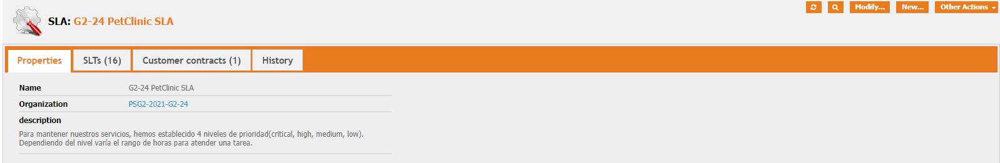 Modify... New... Other Actions
SLA: G2-24 PetClinic SLA
Properties SLTs (16) Customer contracts (1) History
Name G2-24 PetClinic SLA
Organization PSG2-2021-G2-24
description
Para mantener nuestros servicios, hemos establecido 4 niveles de prioridad(critical, high, medium, low).
Dependiendo del nivel varía el rango de horas para atender una tarea.